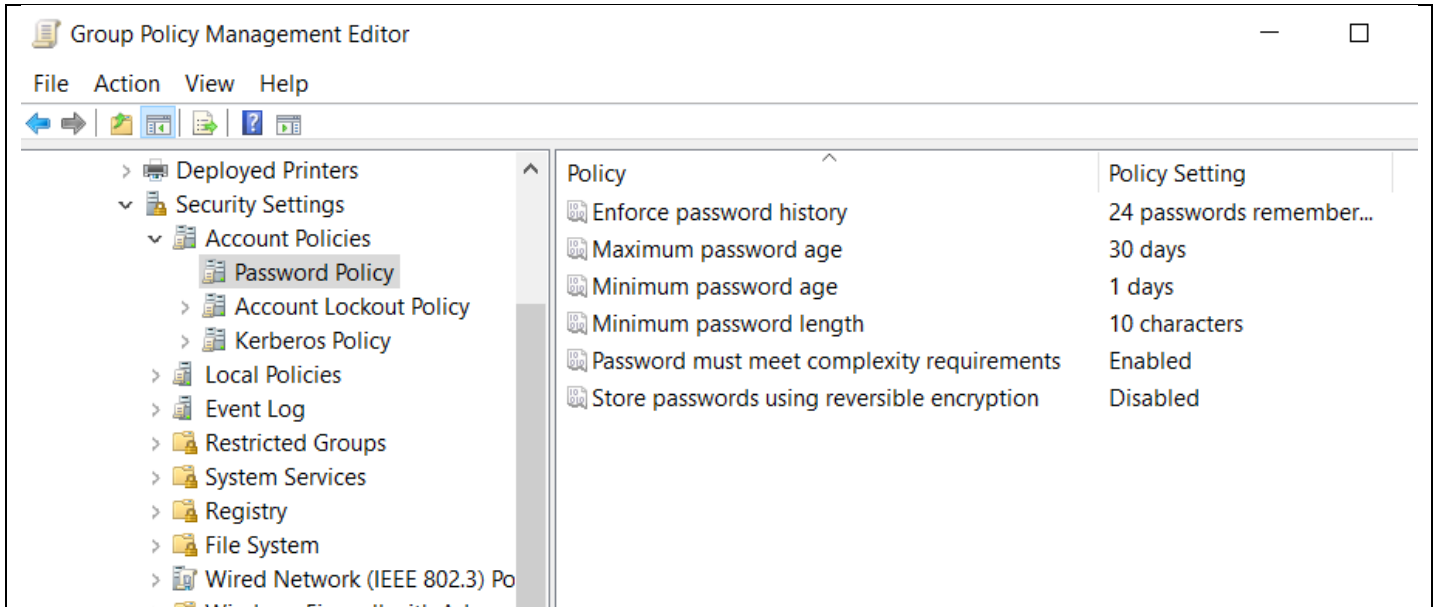 Group Policy Management Editor
File Action View Help
Deployed Printers
Security Settings
Account Policies
Password Policy
Account Lockout Policy
Kerberos Policy
Local Policies
Event Log
Restricted Groups
System Services
Registry
File System
Wired Network (IEEE 802.3) Po
Policy Policy Setting
Enforce password history 24 passwords remember...
Maximum password age 30 days
Minimum password age 1 days
Minimum password length 10 characters
Password must meet complexity requirements Enabled
Store passwords using reversible encryption Disabled